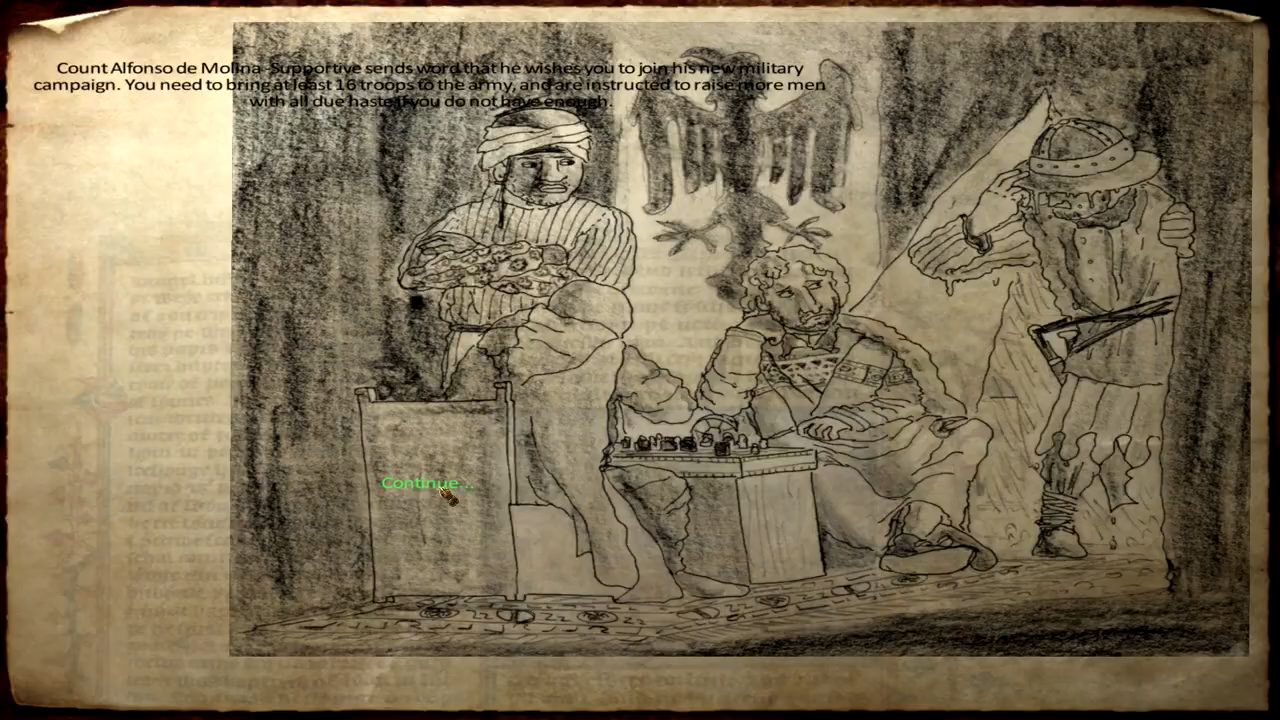 Count Alfonso de Molina -Supportive sends word that he wishes you to join his new military
campaign. You need to bring at least 16 troops to the army, and are instructed to raise more men
with all due haste if you do not have enough.
Continue...